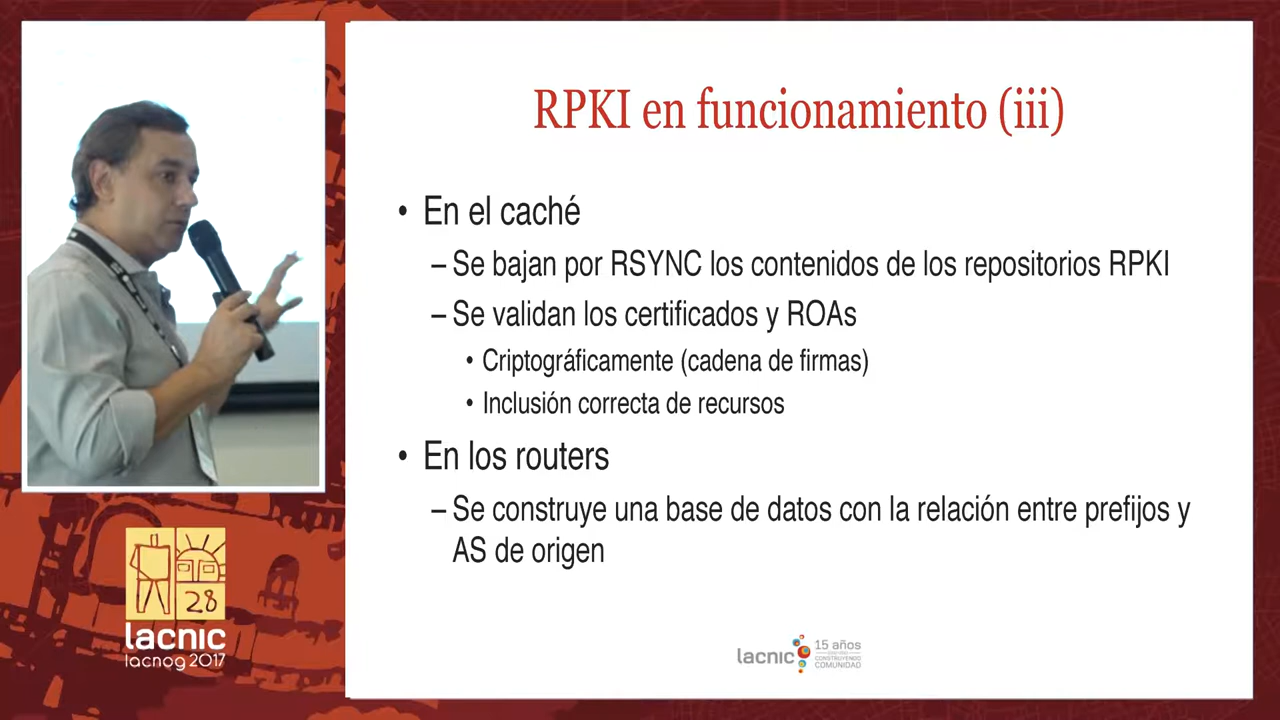 RPKI en funcionamiento (iii)
• En el caché
– Se bajan por RSYNC los contenidos de los repositorios RPKI
– Se validan los certificados y ROAs
• Criptográficamente (cadena de firmas)
• Inclusión correcta de recursos
• En los routers
– Se construye una base de datos con la relación entre prefijos y
AS de origen
28
lacnic
lacnog 2017
lacnic
15 años
CONSTRUYENDO
COMUNIDAD